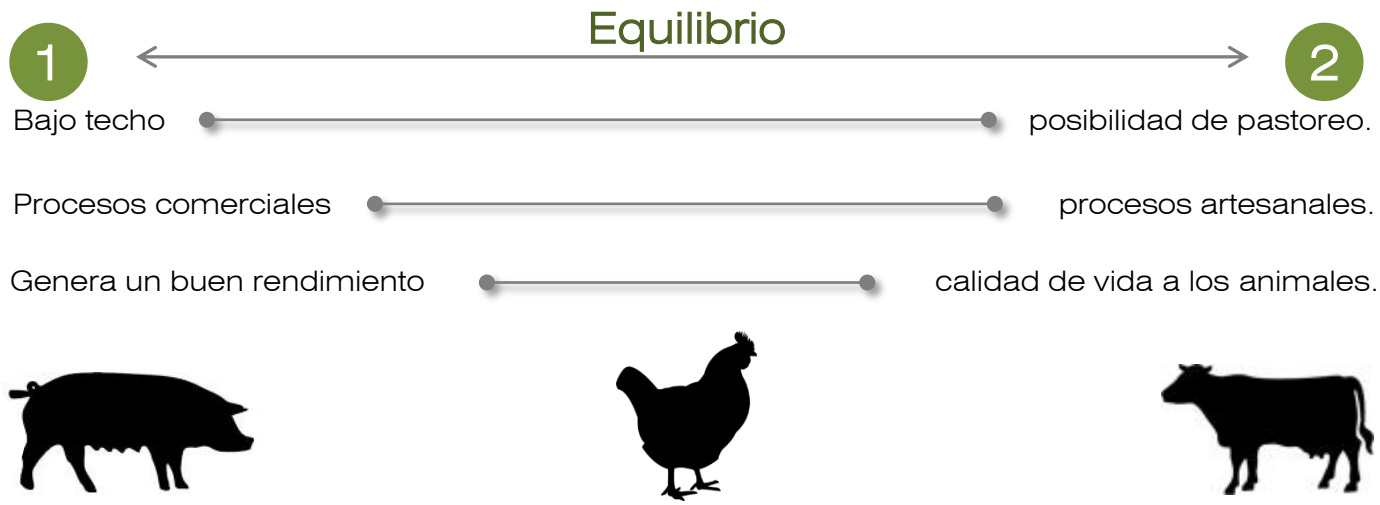 Equilibrio
1 2
Bajo techo posibilidad de pastoreo.
Procesos comerciales procesos artesanales.
Genera un buen rendimiento calidad de vida a los animales.